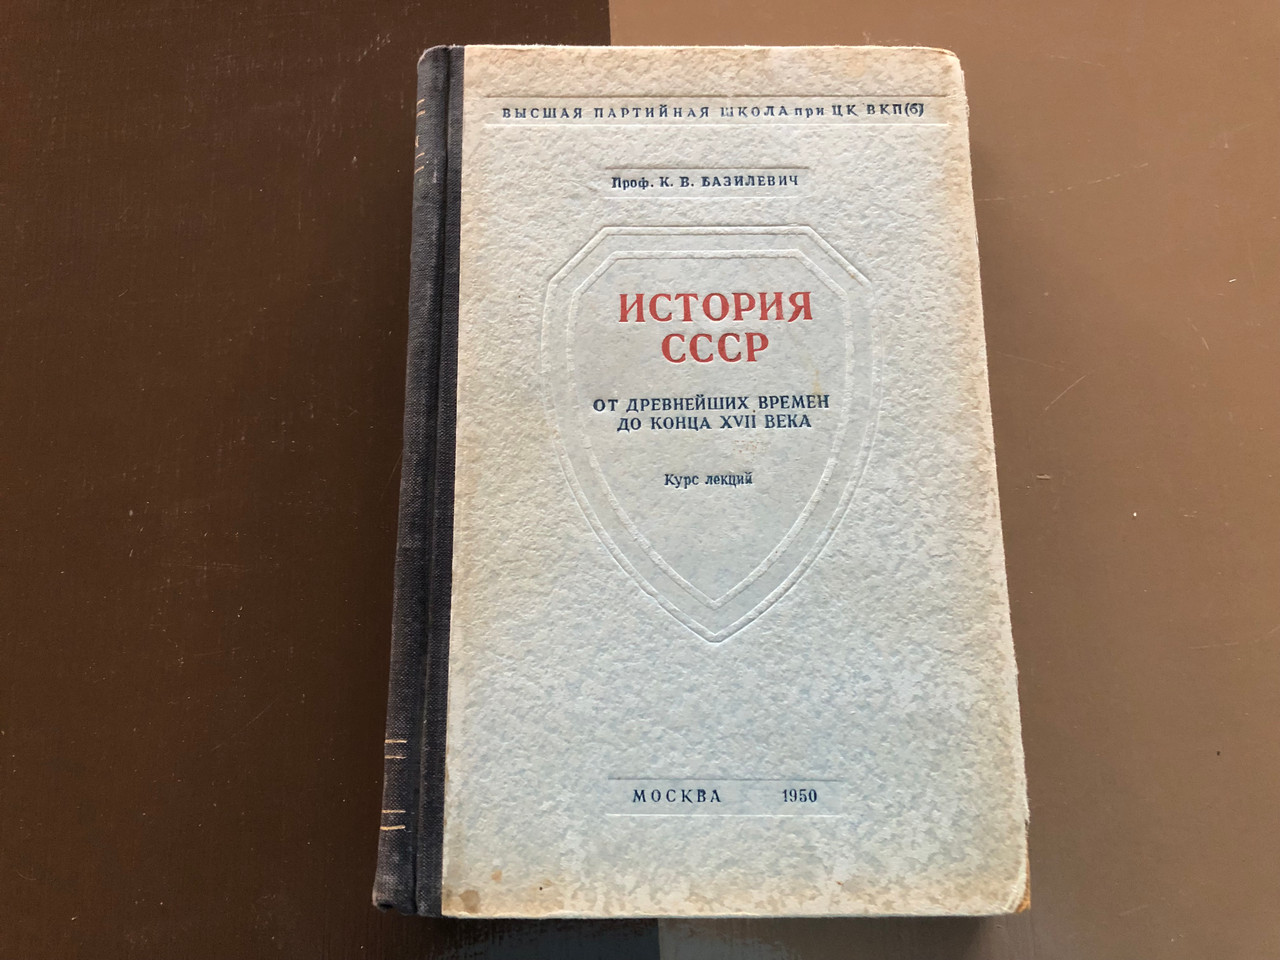 ВЫСШАЯ ПАРТИЙНАЯ ШКОЛА при ЦК ВКП(б)
Проф. К. В. БАЗИЛЕВИЧ
ИСТОРИЯ
СССР
ОТ ДРЕВНЕЙШИХ ВРЕМЕН
ДО КОНЦА XVII ВЕКА
Курс лекций
МОСКВА 1950